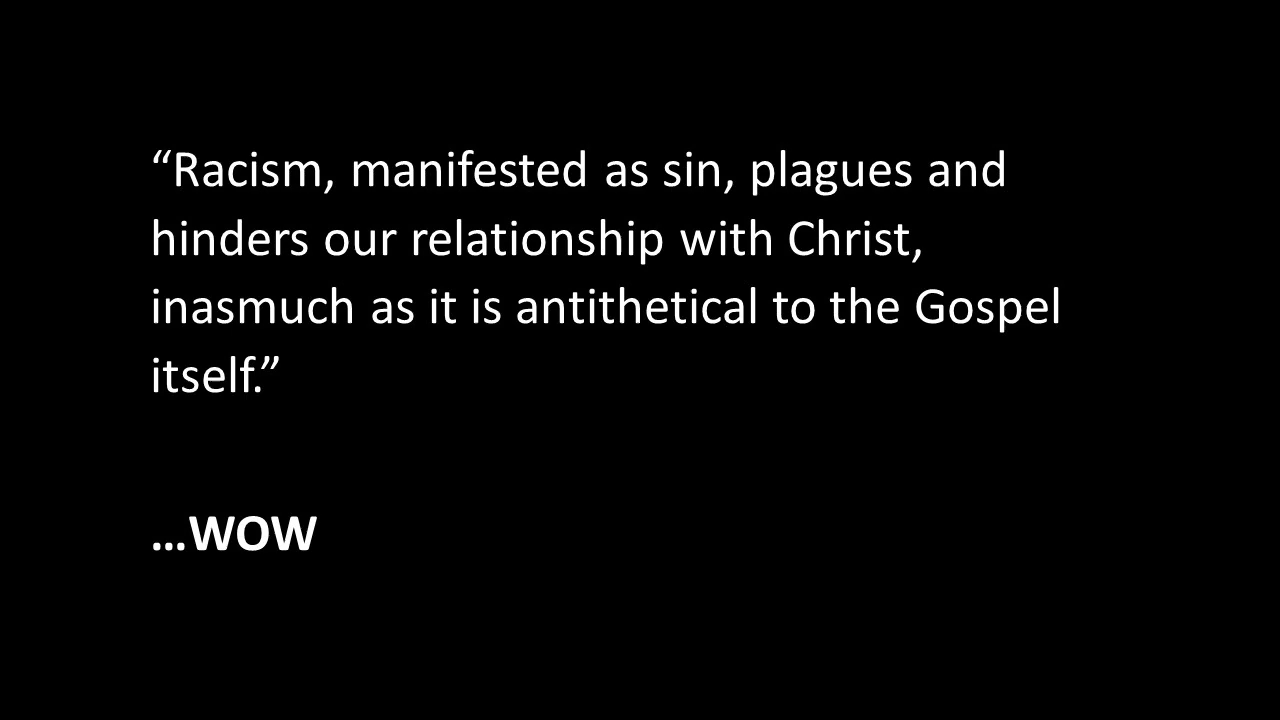 “Racism, manifested as sin, plagues and
hinders our relationship with Christ,
inasmuch as it is antithetical to the Gospel
itself.”
…WOW